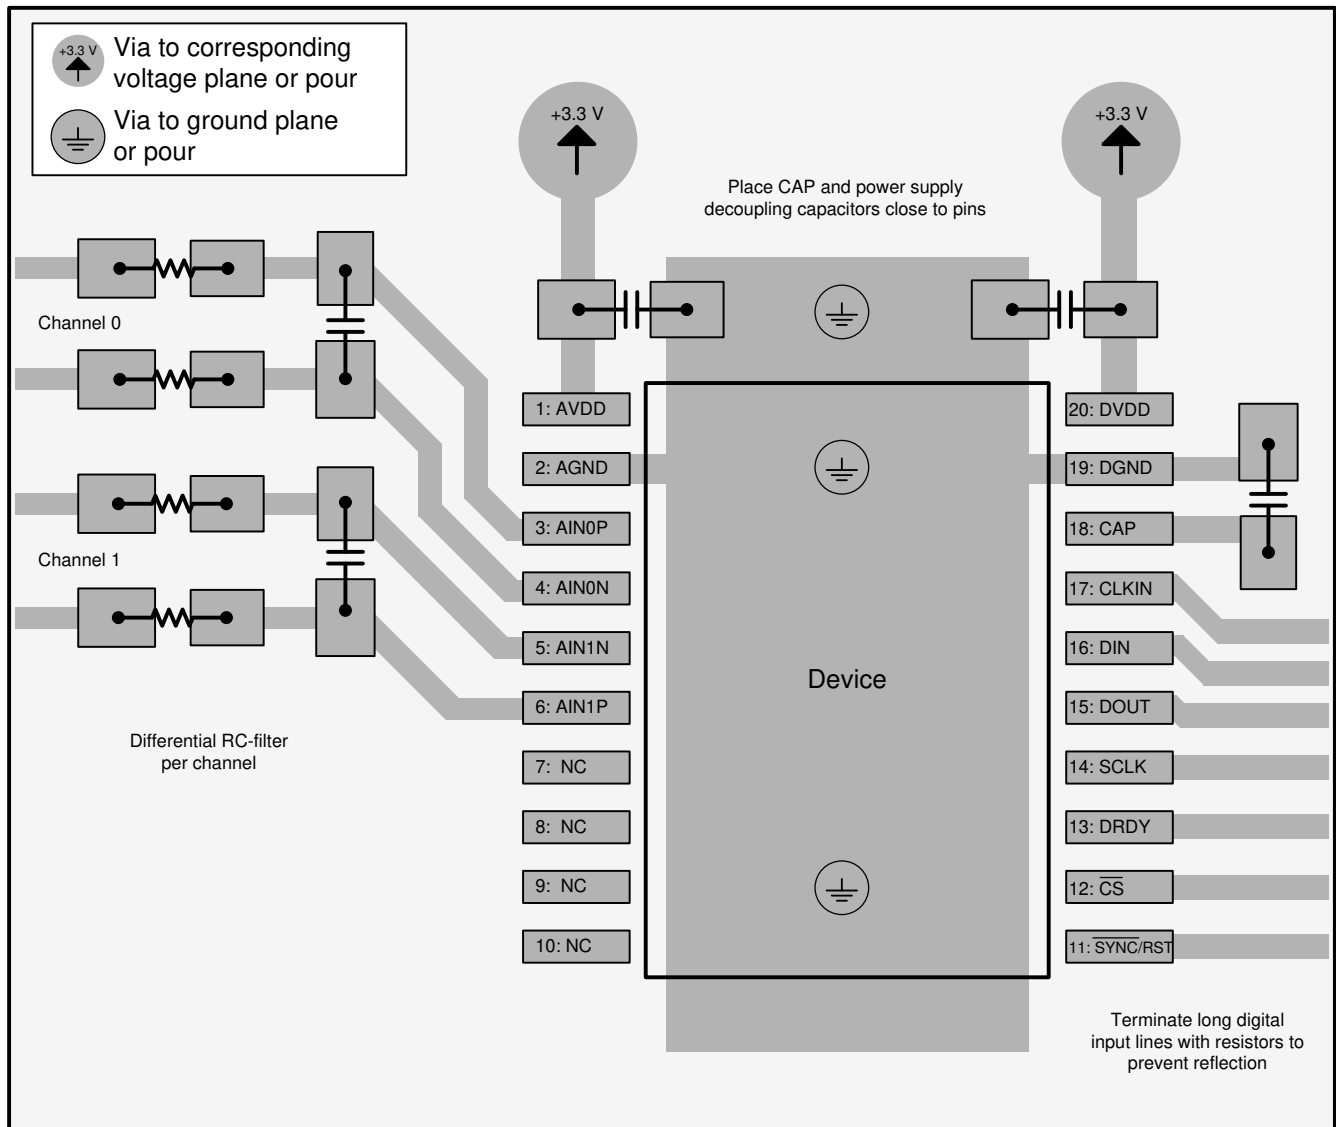 +3.3 V
Via to corresponding
voltage plane or pour
Via to ground plane
or pour
+3.3 V
+3.3 V
Place CAP and power supply
decoupling capacitors close to pins
Channel 0
Channel 1
Differential RC-filter
per channel
1: AVDD
2: AGND
3: AIN0P
4: AIN0N
5: AIN1N
6: AIN1P
7: NC
8: NC
9: NC
10: NC
Device
20: DVDD
19: DGND
18: CAP
17: CLKIN
16: DIN
15: DOUT
14: SCLK
13: DRDY
12: C̅S̅
11: S̅Y̅N̅C̅/RST
Terminate long digital
input lines with resistors to
prevent reflection